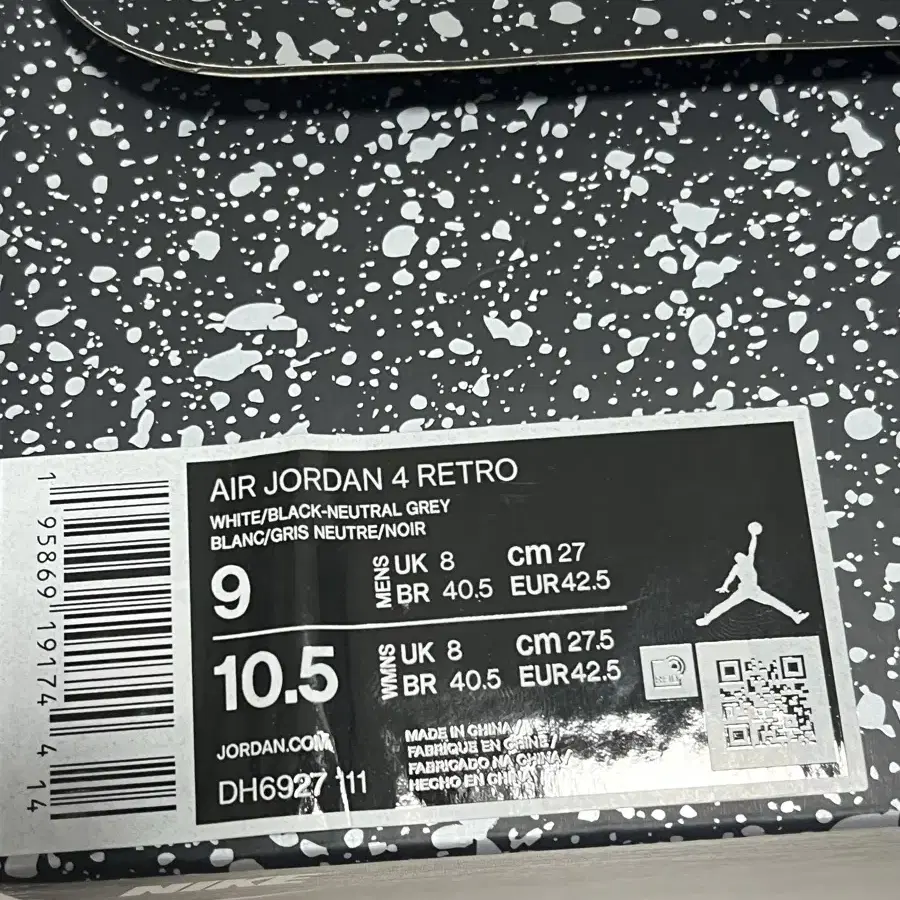 AIR JORDAN 4 RETRO
WHITE/BLACK-NEUTRAL GREY
BLANC/GRIS NEUTRE/NOIR
9 MENS UK 8 cm 27
BR 40.5 EUR 42.5
10.5 WMNS UK 8 cm 27.5
BR 40.5 EUR 42.5
JORDAN.COM
DH6927 111
MADE IN CHINA /
FABRIQUÉ EN CHINE /
FABRICADO NA CHINA /
HECHO EN CHINA
1 95869 19174 4 14
NIKE